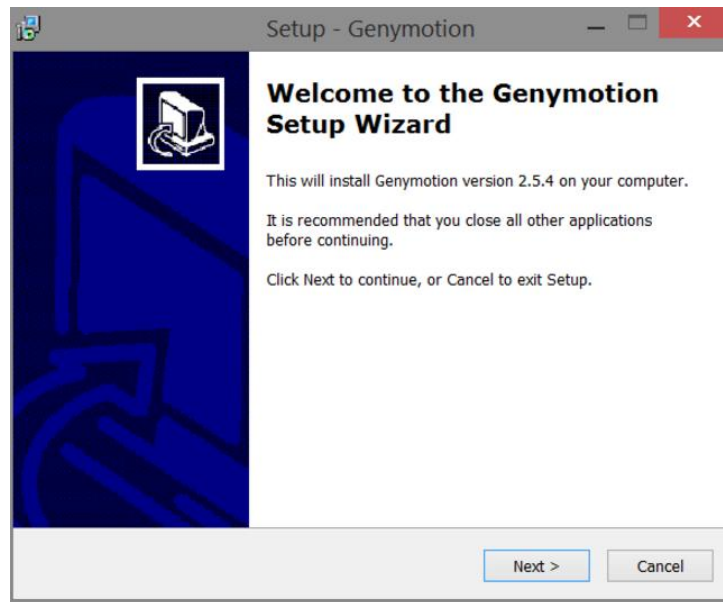 Setup - Genymotion
Welcome to the Genymotion
Setup Wizard
This will install Genymotion version 2.5.4 on your computer.
It is recommended that you close all other applications
before continuing.
Click Next to continue, or Cancel to exit Setup.
Next >
Cancel